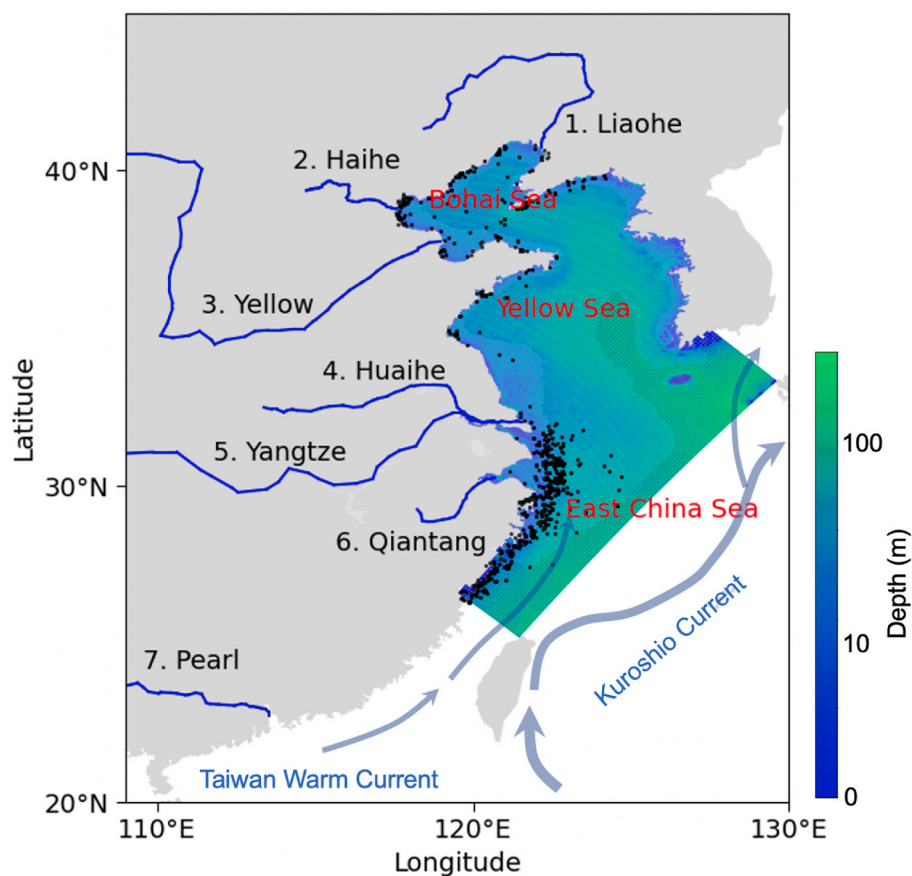 1. Liaohe
2. Haihe
40°N
Bohai Sea
3. Yellow
Yellow Sea
4. Huaihe
5. Yangtze
30°N
East China Sea
6. Qiantang
7. Pearl
Kuroshio Current
Taiwan Warm Current
20°N
110°E
120°E
130°E
Longitude
Latitude
100
10
0
Depth (m)